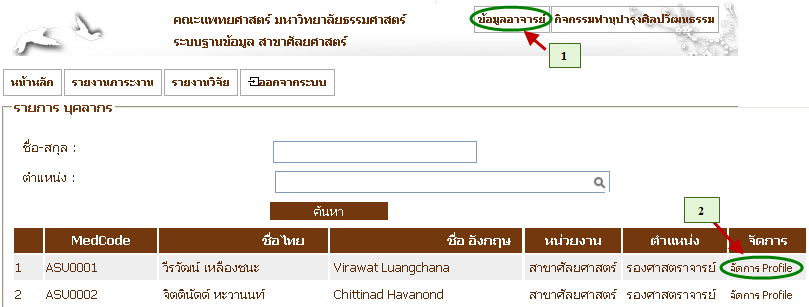 คณะแพทยศาสตร์ มหาวิทยาลัยธรรมศาสตร์
ระบบฐานข้อมูล สาขาศัลยศาสตร์
ข้อมูลอาจารย์ กิจกรรมทำนุบำรุงศิลปวัฒนธรรม
1
หน้าหลัก รายงานภาระงาน รายงานวิจัย ออกจากระบบ
รายการ บุคลากร
ชื่อ-สกุล :
ตำแหน่ง :
ค้นหา
2
MedCode ชื่อไทย ชื่อ อังกฤษ หน่วยงาน ตำแหน่ง จัดการ
1 ASU0001 วีรวัฒน์ เหลืองชนะ Virawat Luangchana สาขาศัลยศาสตร์ รองศาสตราจารย์ จัดการ Profile
2 ASU0002 จิตตินัดด์ หะวานนท์ Chittinad Havanond สาขาศัลยศาสตร์ รองศาสตราจารย์ จัดการ Profile